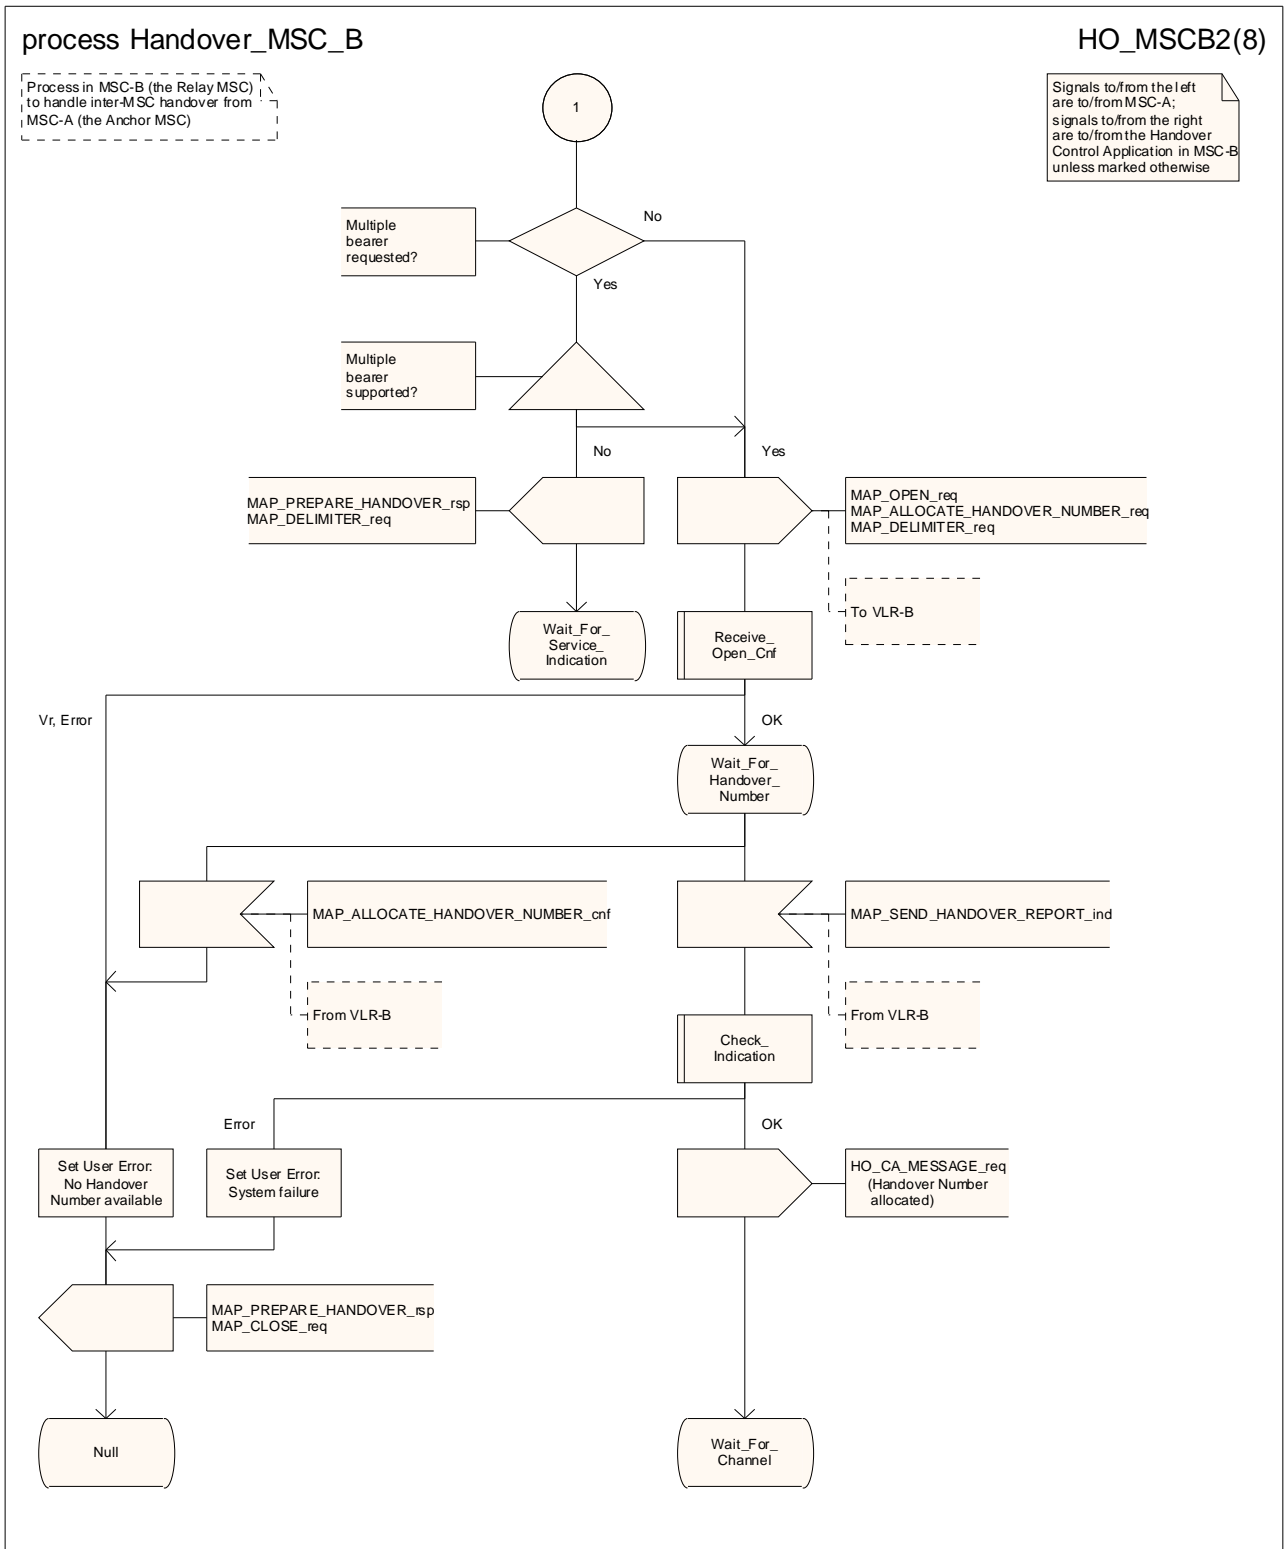 process Handover_MSC_B
HO_MSCB2(8)
Process in MSC-B (the Relay MSC)
to handle inter-MSC handover from
MSC-A (the Anchor MSC)
1
Signals to/from the left
are to/from MSC-A;
signals to/from the right
are to/from the Handover
Control Application in MSC-B
unless marked otherwise
Multiple
bearer
requested?
No
Yes
Multiple
bearer
supported?
No
Yes
MAP_PREPARE_HANDOVER_rsp
MAP_DELIMITER_req
MAP_OPEN_req
MAP_ALLOCATE_HANDOVER_NUMBER_req
MAP_DELIMITER_req
To VLR-B
Wait_For_
Service_
Indication
Receive_
Open_Cnf
Vr, Error
OK
Wait_For_
Handover_
Number
MAP_ALLOCATE_HANDOVER_NUMBER_cnf
MAP_SEND_HANDOVER_REPORT_ind
From VLR-B
From VLR-B
Check_
Indication
Error
OK
Set User Error:
No Handover
Number available
Set User Error:
System failure
HO_CA_MESSAGE_req
(Handover Number
allocated)
MAP_PREPARE_HANDOVER_rsp
MAP_CLOSE_req
Null
Wait_For_
Channel